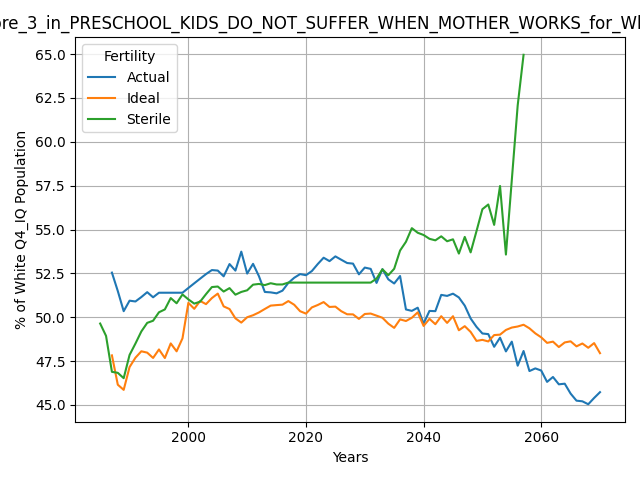 ore_3_in_PRESCHOOL_KIDS_DO_NOT_SUFFER_WHEN_MOTHER_WORKS_for_Wh
Fertility
Actual
Ideal
Sterile
65.0
62.5
60.0
57.5
55.0
52.5
50.0
47.5
45.0
% of White Q4_IQ Population
2000
2020
2040
2060
Years